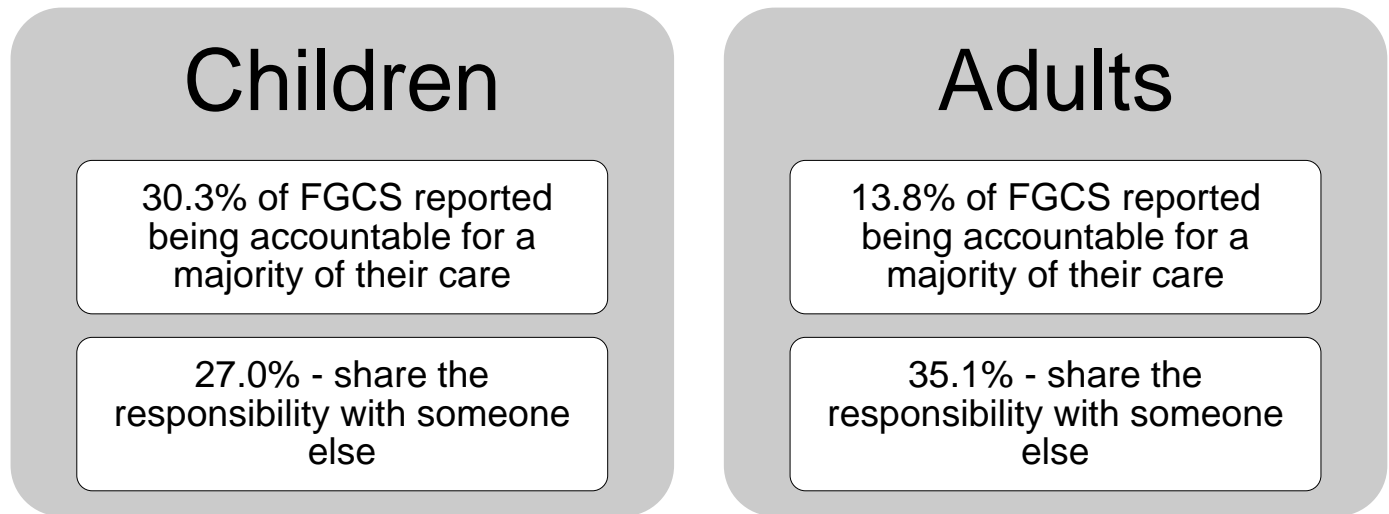 Children
30.3% of FGCS reported
being accountable for a
majority of their care
27.0% - share the
responsibility with someone
else
Adults
13.8% of FGCS reported
being accountable for a
majority of their care
35.1% - share the
responsibility with someone
else